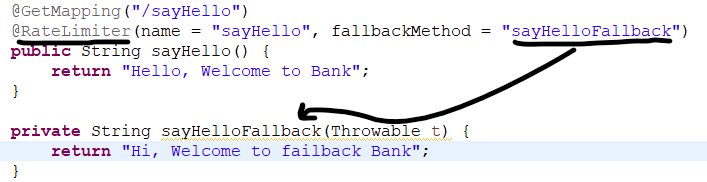 @GetMapping("/sayHello")
@RateLimiter(name = "sayHello", fallbackMethod = "sayHelloFallback")
public String sayHello() {
    return "Hello, Welcome to Bank";
}

private String sayHelloFallback(Throwable t) {
    return "Hi, Welcome to failback Bank";
}